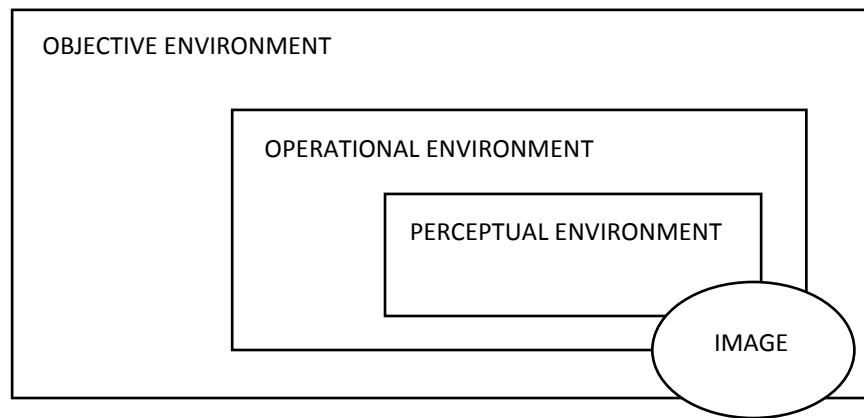 OBJECTIVE ENVIRONMENT
OPERATIONAL ENVIRONMENT
PERCEPTUAL ENVIRONMENT
IMAGE